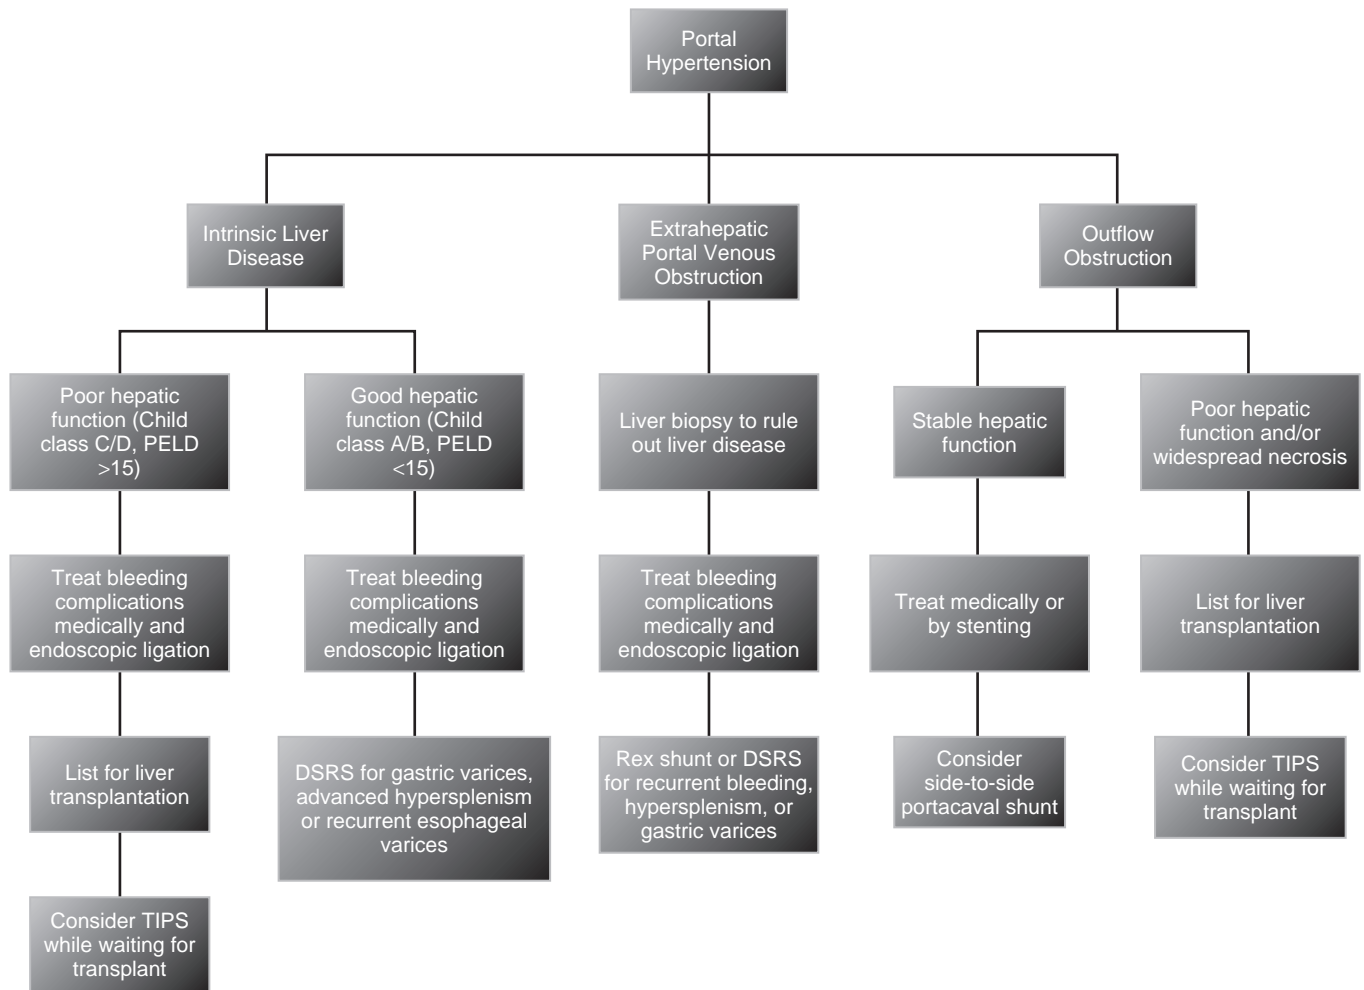 Portal
Hypertension
Intrinsic Liver
Disease
Extrahepatic
Portal Venous
Obstruction
Outflow
Obstruction
Poor hepatic
function (Child
class C/D, PELD
>15)
Good hepatic
function (Child
class A/B, PELD
<15)
Liver biopsy to rule
out liver disease
Stable hepatic
function
Poor hepatic
function and/or
widespread necrosis
Treat bleeding
complications
medically and
endoscopic ligation
Treat bleeding
complications
medically and
endoscopic ligation
Treat bleeding
complications
medically and
endoscopic ligation
Treat medically or
by stenting
List for liver
transplantation
List for liver
transplantation
DSRS for gastric varices,
advanced hypersplenism
or recurrent esophageal
varices
Rex shunt or DSRS
for recurrent bleeding,
hypersplenism, or
gastric varices
Consider
side-to-side
portacaval shunt
Consider TIPS
while waiting for
transplant
Consider TIPS
while waiting for
transplant